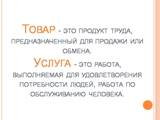 ТОВАР - ЭТО ПРОДУКТ ТРУДА,
ПРЕДНАЗНАЧЕННЫЙ ДЛЯ ПРОДАЖИ ИЛИ
ОБМЕНА.
УСЛУГА - ЭТО РАБОТА,
ВЫПОЛНЯЕМАЯ ДЛЯ УДОВЛЕТВОРЕНИЯ
ПОТРЕБНОСТИ ЛЮДЕЙ, РАБОТА ПО
ОБСЛУЖИВАНИЮ ЧЕЛОВЕКА.